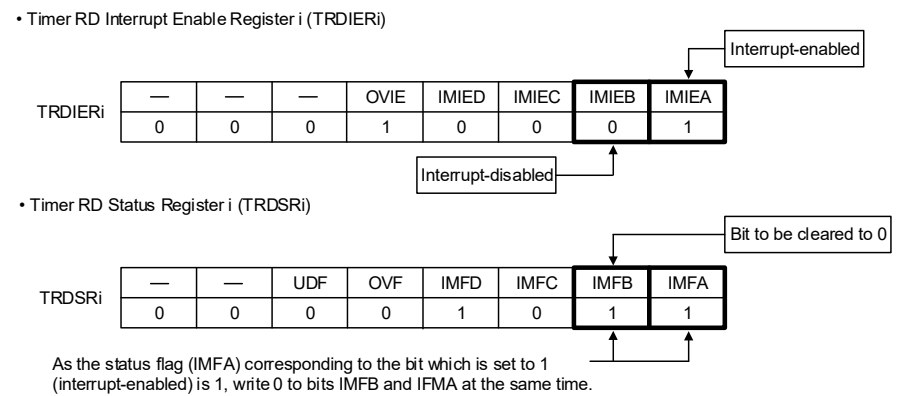 • Timer RD Interrupt Enable Register i (TRDIERi)
Interrupt-enabled
TRDIERi
— — — OVIE IMIED IMIEC IMIEB IMIEA
0 0 0 1 0 0 0 1
Interrupt-disabled
• Timer RD Status Register i (TRDSRi)
Bit to be cleared to 0
TRDSRi
— — UDF OVF IMFD IMFC IMFB IMFA
0 0 0 0 1 0 1 1
As the status flag (IMFA) corresponding to the bit which is set to 1
(interrupt-enabled) is 1, write 0 to bits IMFB and IFMA at the same time.